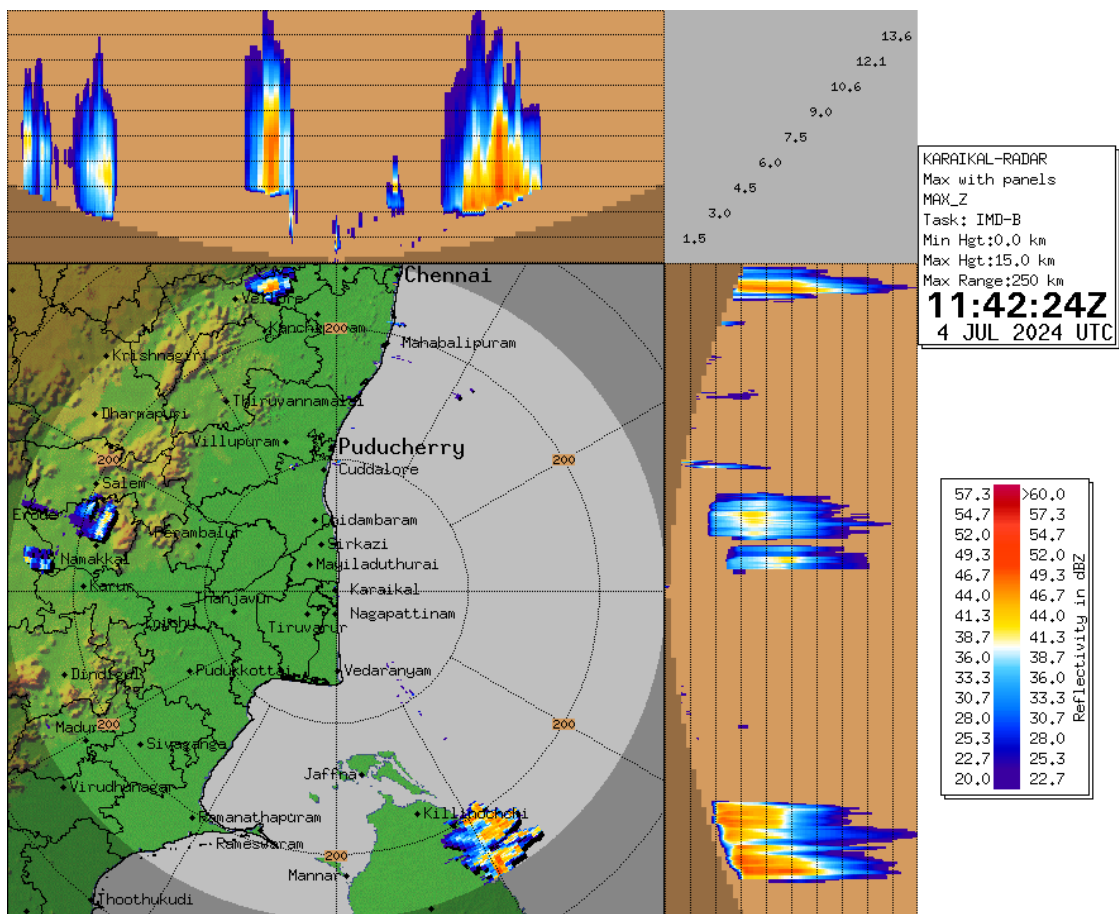 13.6
12.1
10.6
9.0
7.5
6.0
4.5
3.0
1.5
KARAIKAL-RADAR
Max with panels
MAX_Z
Task: IMD-B
Min Hgt:0.0 km
Max Hgt:15.0 km
Max Range:250 km
11:42:24Z
4 JUL 2024 UTC
Chennai
200
Mahabalipuram
Krishnagiri
Dharmapuri
Thiruvannamalai
Villupuram
Puducherry
200
200
Cuddalore
Salem
Chidambaram
Perambalur
Sirkazi
Namakkal
Mayiladuthurai
Karur
Karaikal
Thanjavur
Nagapattinam
Tiruvarur
Dindigul
Pudukkottai
Vedaranyam
200
200
Sivaganga
Jaffna
Virudhunagar
Ramanathapuram
Killinochchi
Rameswaram
200
Mannar
Thoothukudi
57.3 >60.0
54.7 57.3
52.0 54.7
49.3 52.0
46.7 49.3
44.0 46.7
41.3 44.0
38.7 41.3
36.0 38.7
33.3 36.0
30.7 33.3
28.0 30.7
25.3 28.0
22.7 25.3
20.0 22.7
Reflectivity in dBZ